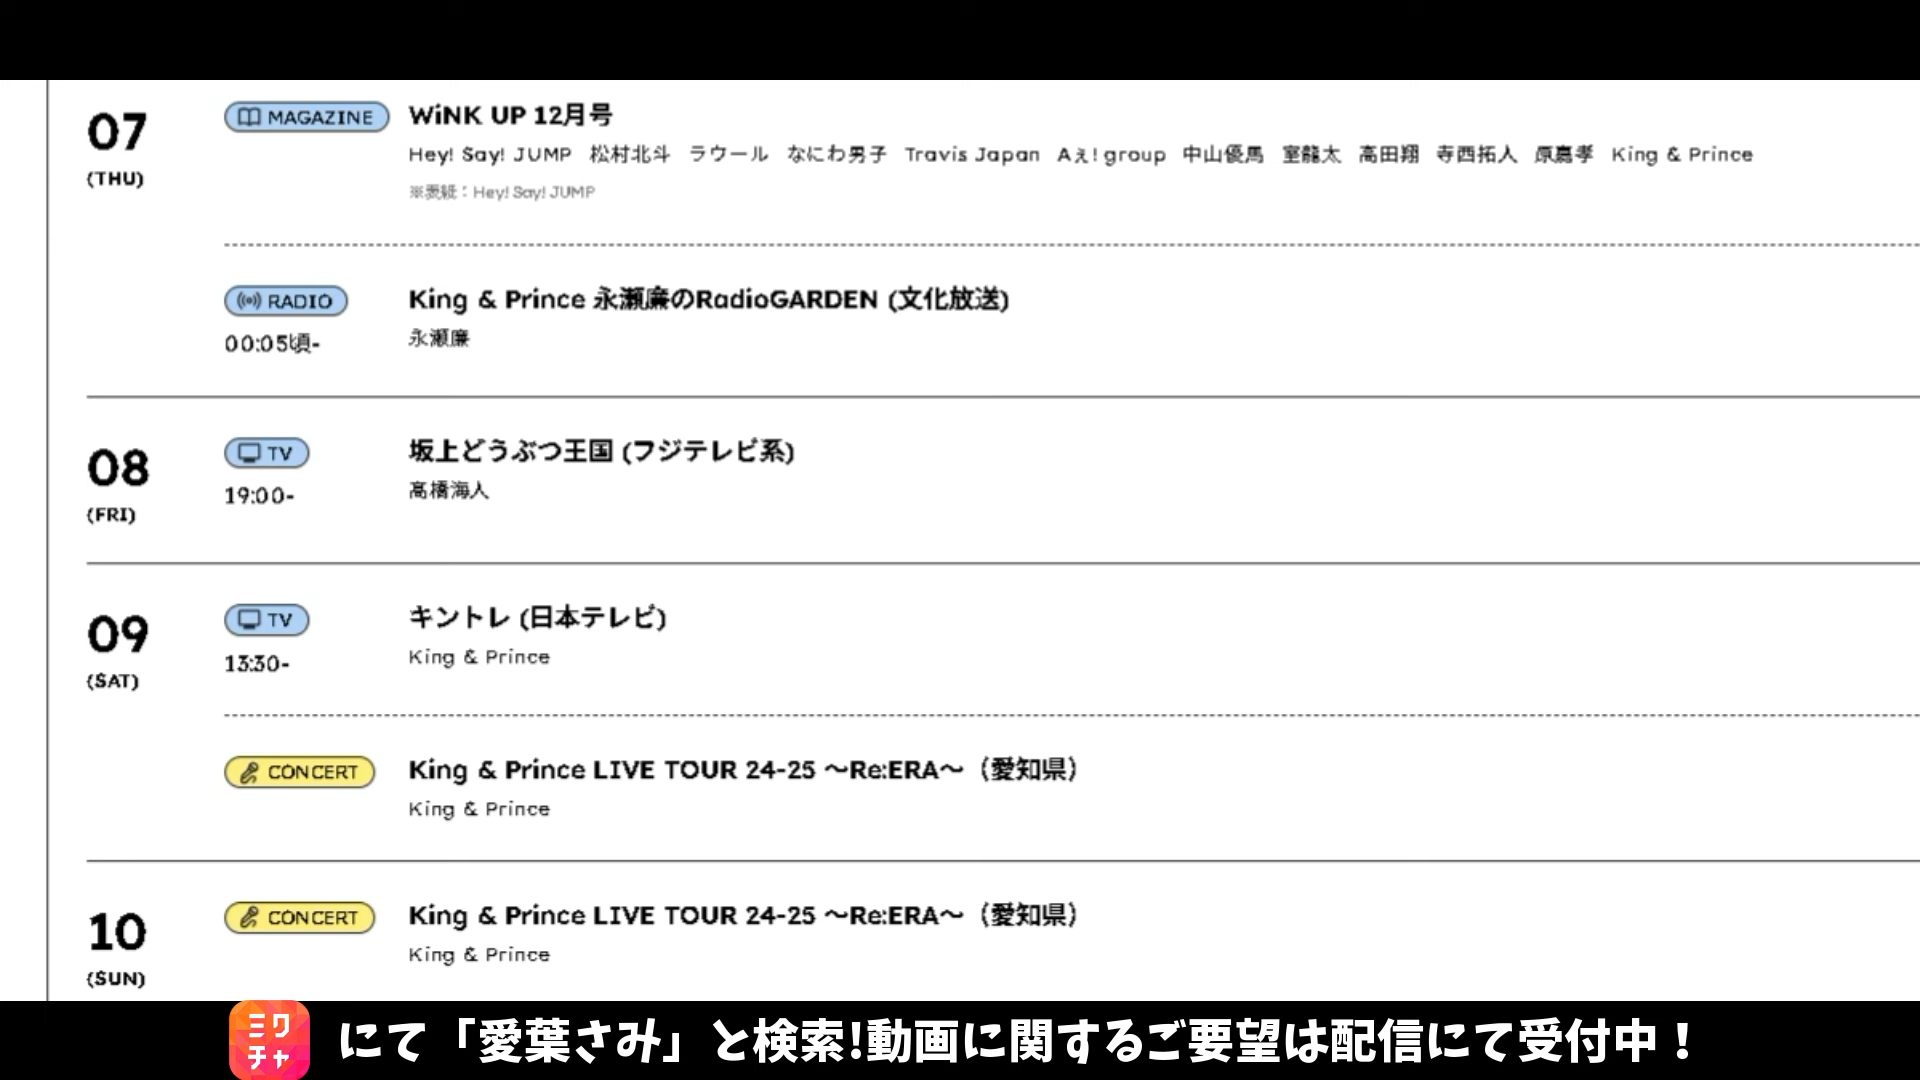 07
(THU)
MAGAZINE
WiNK UP 12月号
Hey! Say! JUMP 松村北斗 ラウール なにわ男子 Travis Japan Aぇ! group 中山優馬 室龍太 高田翔 寺西拓人 原嘉孝 King & Prince
※表紙：Hey! Say! JUMP
RADIO
00:05頃-
King & Prince 永瀬廉のRadioGARDEN (文化放送)
永瀬廉
08
(FRI)
TV
19:00-
坂上どうぶつ王国 (フジテレビ系)
髙橋海人
09
(SAT)
TV
13:30-
キントレ (日本テレビ)
King & Prince
CONCERT
King & Prince LIVE TOUR 24-25 〜Re:ERA〜（愛知県）
King & Prince
10
(SUN)
CONCERT
King & Prince LIVE TOUR 24-25 〜Re:ERA〜（愛知県）
King & Prince
ミクチャ
にて「愛葉さみ」と検索!動画に関するご要望は配信にて受付中！